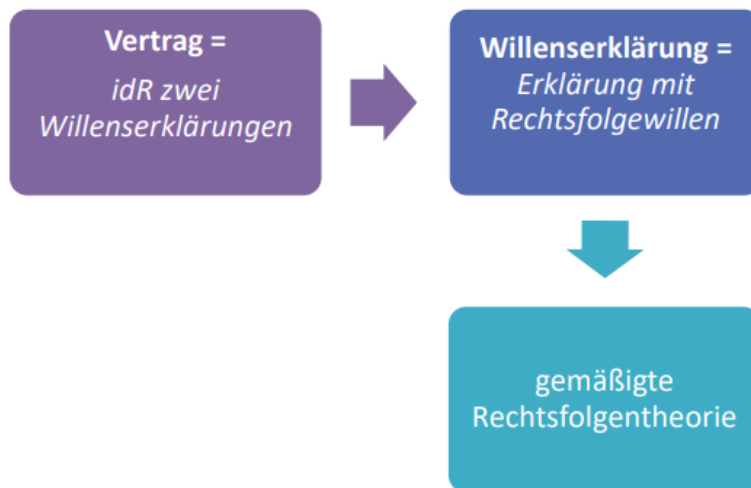 Vertrag =
idR zwei
Willenserklärungen
Willenserklärung =
Erklärung mit
Rechtsfolgewillen
gemäßigte
Rechtsfolgentheorie